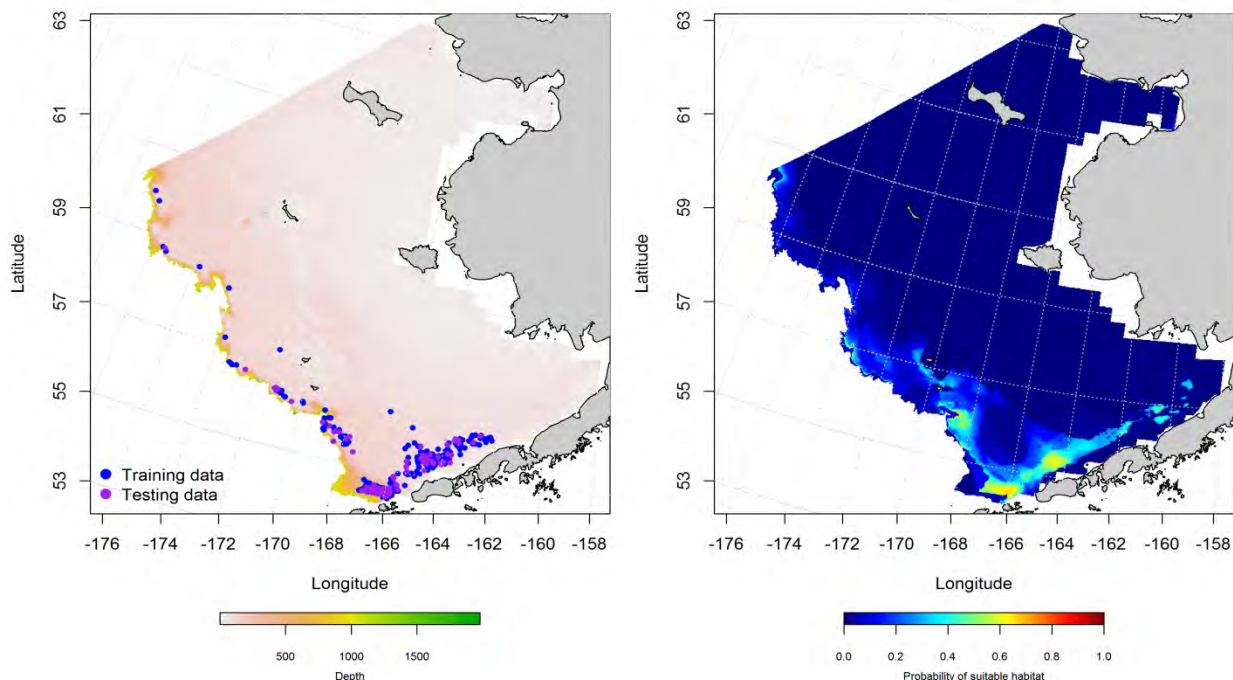 63
61
59
57
55
53
Latitude
Training data
Testing data
-176 -174 -172 -170 -168 -166 -164 -162 -160 -158
Longitude
500 1000 1500
Depth
63
61
59
57
55
53
Latitude
-176 -174 -172 -170 -168 -166 -164 -162 -160 -158
Longitude
0.0 0.2 0.4 0.6 0.8 1.0
Probability of suitable habitat